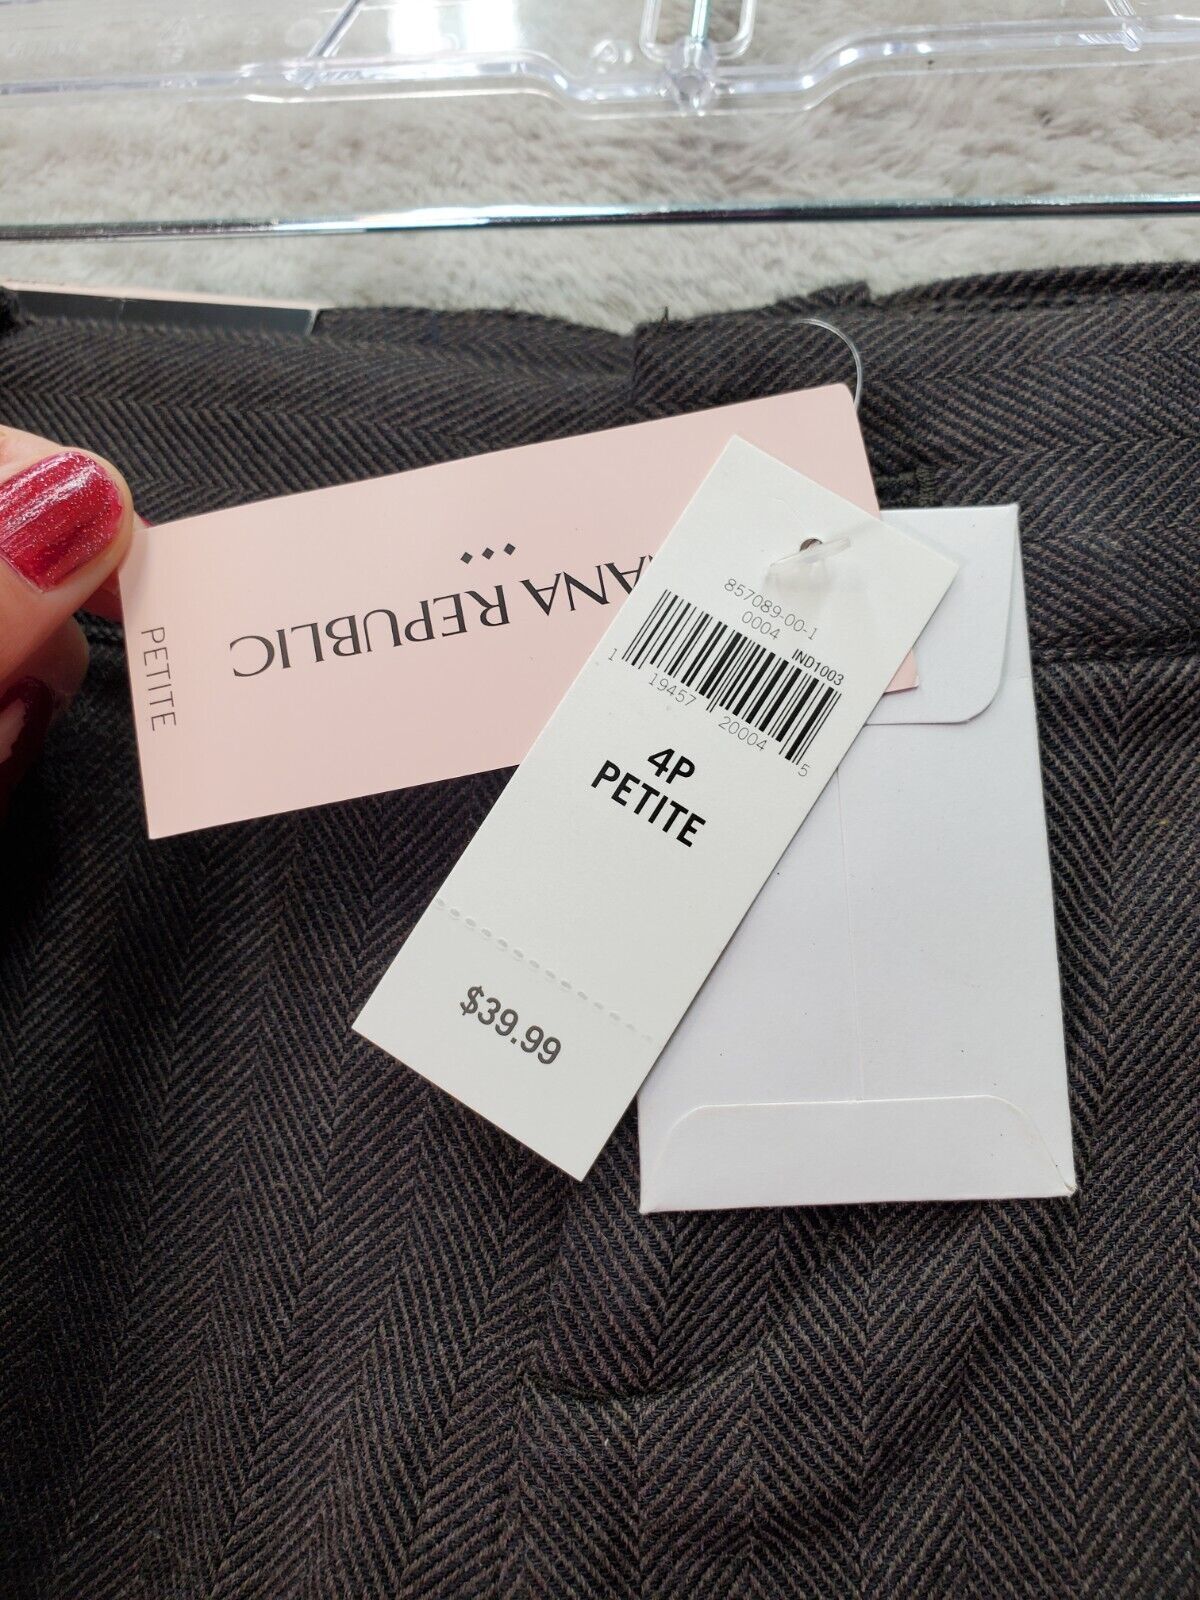 ANA REPUBLIC
PETITE
857089-00-1
0004
IND1003
1 19457 20004 5
4P
PETITE
$39.99